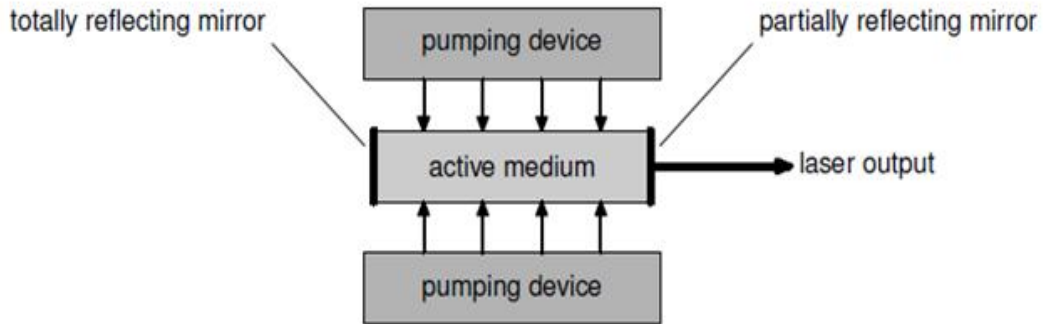 totally reflecting mirror
pumping device
partially reflecting mirror
active medium
laser output
pumping device